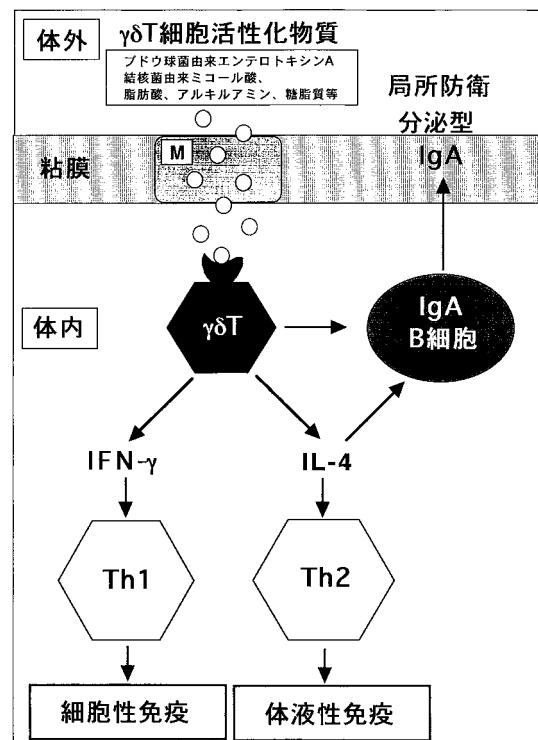 体外
γδT細胞活性化物質
ブドウ球菌由来エンテロトキシンA
結核菌由来ミコール酸、
脂肪酸、アルキルアミン、糖脂質等
局所防衛
分泌型
IgA
粘膜
M
体内
γδT
IgA
B細胞
IFN-γ
IL-4
Th1
Th2
細胞性免疫
体液性免疫